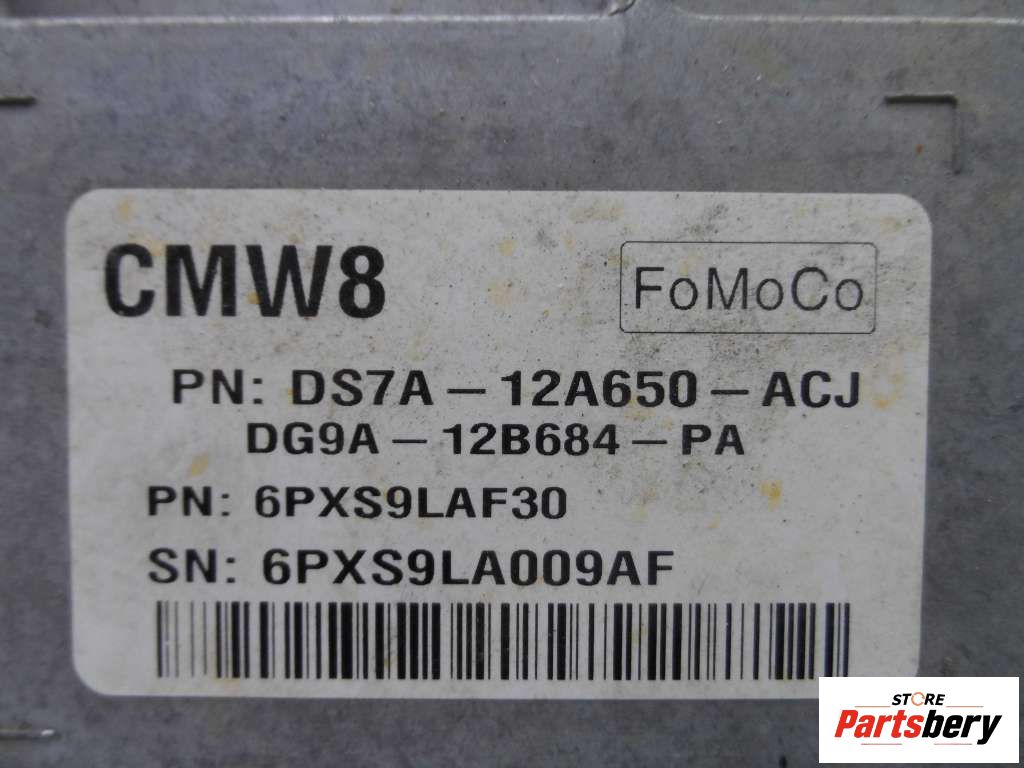 CMW8
FoMoCo
PN: DS7A – 12A650 – ACJ
DG9A – 12B684 – PA
PN: 6PXS9LAF30
SN: 6PXS9LA009AF
STORE
Partsbery